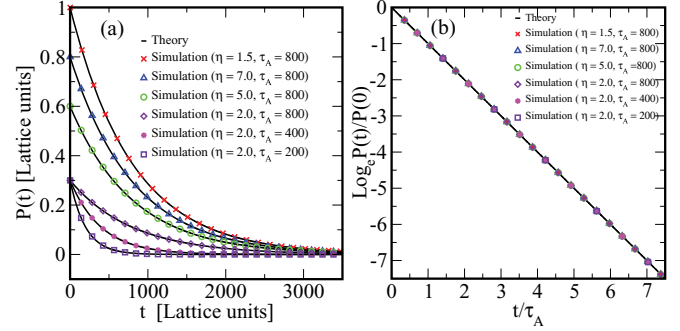 (a)
Theory
Simulation ( η = 1.5, τA = 800)
Simulation ( η = 7.0, τA = 800)
Simulation ( η = 5.0, τA = 800)
Simulation ( η = 2.0, τA = 800)
Simulation ( η = 2.0, τA = 400)
Simulation ( η = 2.0, τA = 200)
P(t) [Lattice units]
1
0.8
0.6
0.4
0.2
0
0 1000 2000 3000
t [Lattice units]
(b)
Theory
Simulation ( η = 1.5, τA = 800)
Simulation ( η = 7.0, τA = 800)
Simulation ( η = 5.0, τA =800)
Simulation ( η = 2.0, τA = 800)
Simulation ( η = 2.0, τA = 400)
Simulation ( η = 2.0, τA = 200)
Loge P(t)/P(0)
0
-1
-2
-3
-4
-5
-6
-7
0 1 2 3 4 5 6 7
t/τA